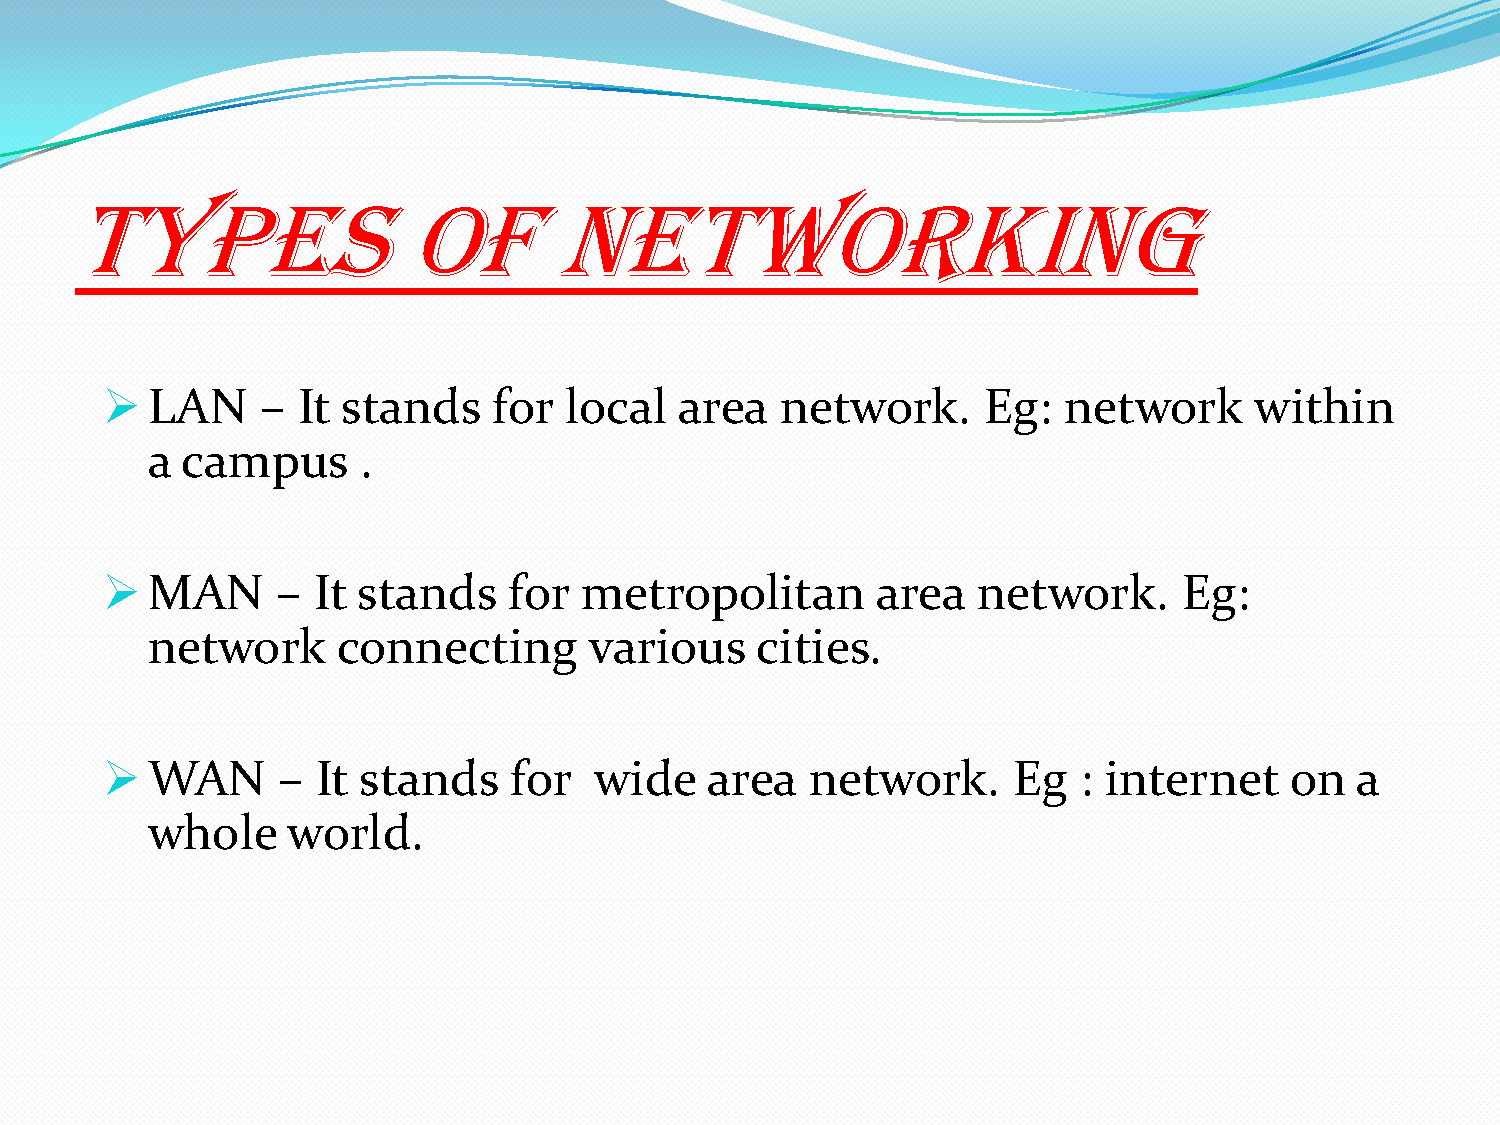 TYPES OF NETWORKING
➢ LAN – It stands for local area network. Eg: network within
a campus .
➢ MAN – It stands for metropolitan area network. Eg:
network connecting various cities.
➢ WAN – It stands for wide area network. Eg : internet on a
whole world.